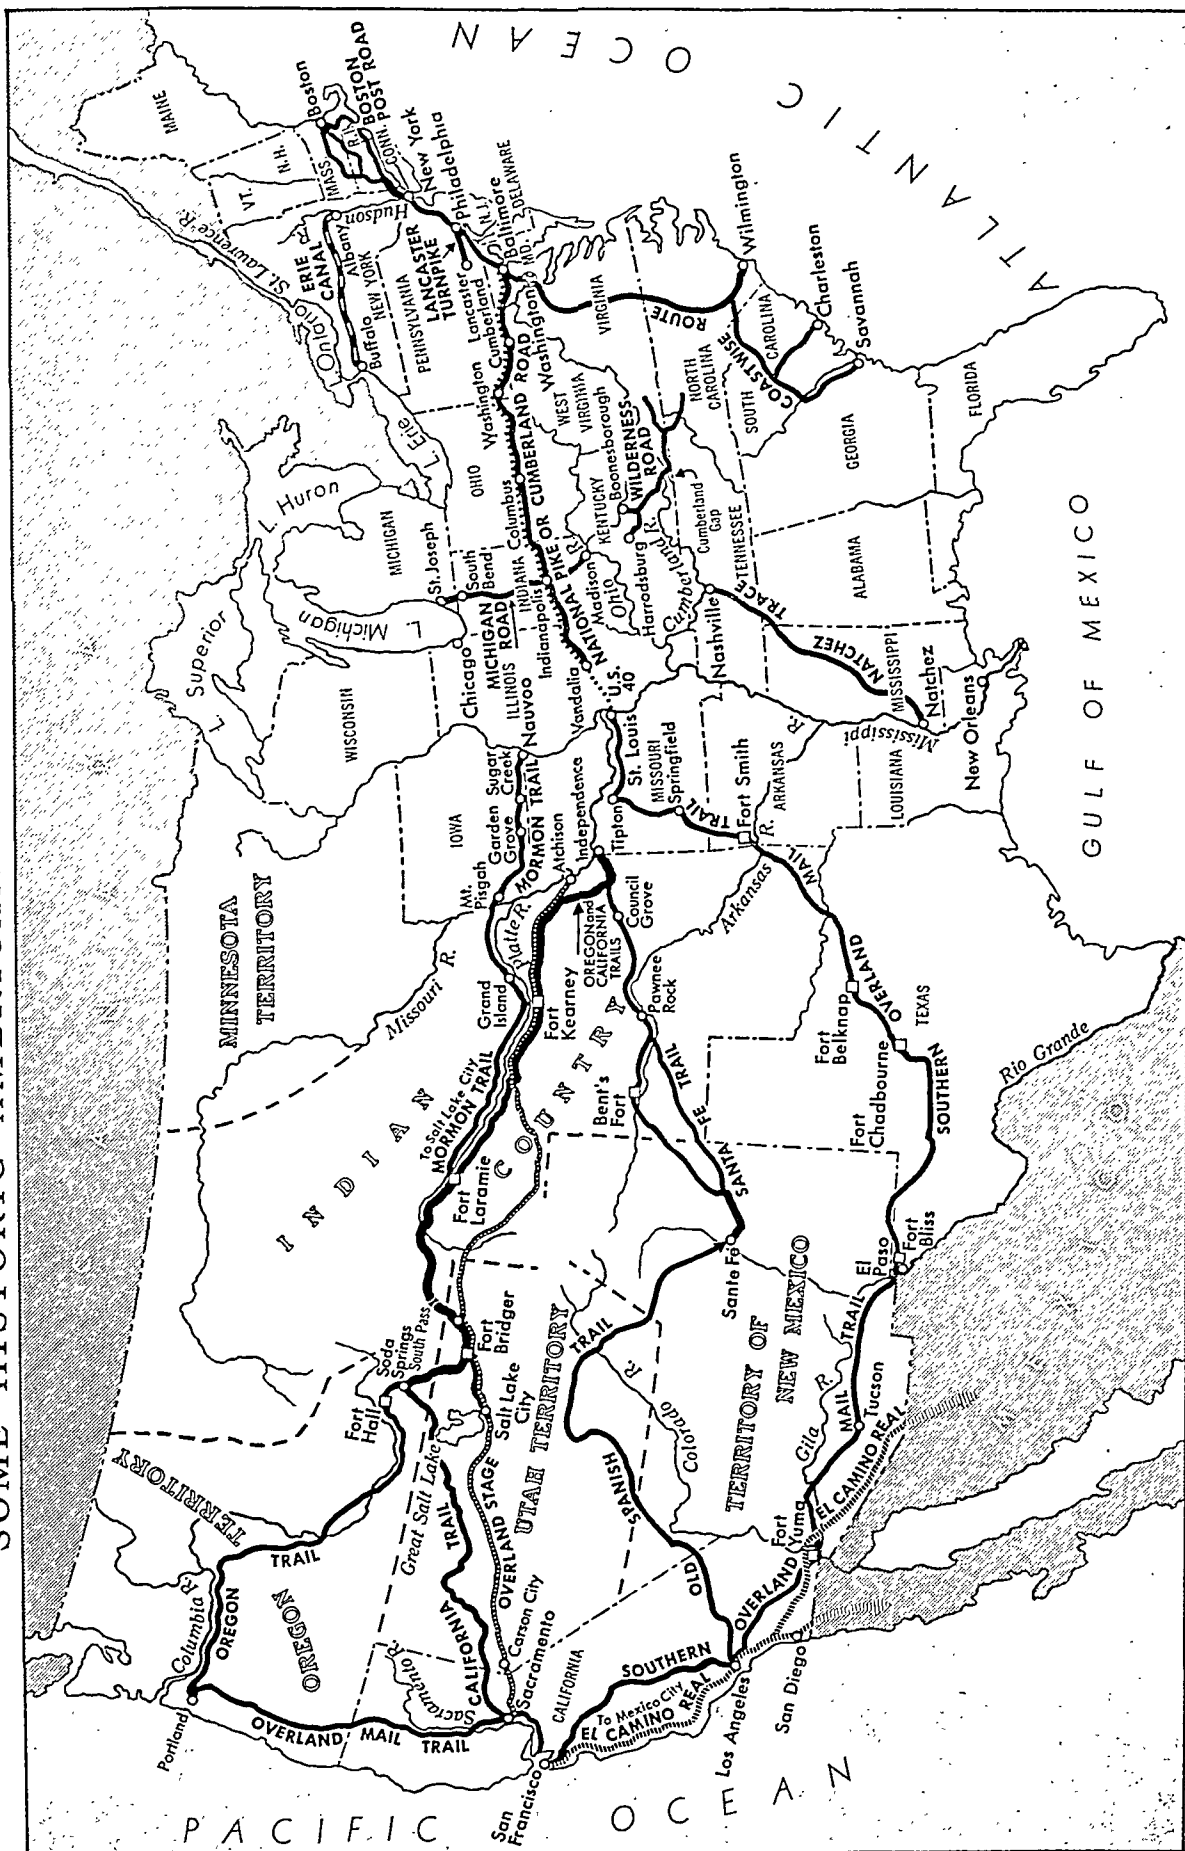 SOME HISTORIC AMERICAN
PACIFIC OCEAN
ATLANTIC OCEAN
GULF OF MEXICO
Portland
Columbia R.
OREGON
TRAIL
OREGON
TERRITORY
OVERLAND MAIL TRAIL
Sacramento R.
CALIFORNIA
TRAIL
Great Salt Lake
Fort
Hall
Soda
Springs
South Pass
Fort
Bridger
Salt Lake
City
OVERLAND STAGE
UTAH TERRITORY
Carson City
Sacramento
San
Francisco
CALIFORNIA
SOUTHERN
To Mexico City
EL CAMINO REAL
Los Angeles
San Diego
OVERLAND
OLD
SPANISH
TRAIL
Colorado
R.
Fort
Yuma
EL CAMINO REAL
Gila R.
MAIL
TRAIL
Tucson
TERRITORY OF
NEW MEXICO
Sante Fe
El
Paso
Fort
Bliss
SANTA FE TRAIL
Bent's
Fort
Pawnee
Rock
Council
Grove
INDIAN
COUNTRY
To Salt Lake City
MORMON TRAIL
Fort
Laramie
Fort
Kearney
Grand
Island
Platte R.
OREGON and
CALIFORNIA
TRAILS
MINNESOTA
TERRITORY
Missouri R.
Mt.
Pisgah
Garden
Grove
Sugar
Creek
Nauvoo
MORMON TRAIL
Atchison
Independence
Tipton
St. Louis
IOWA
MISSOURI
Springfield
TRAIL
Fort Smith
Arkansas R.
ARKANSAS
R.
MAIL
OVERLAND
SOUTHERN
Fort
Belknap
Fort
Chadbourne
TEXAS
Rio Grande
LOUISIANA
New Orleans
Mississippi
Natchez
MISSISSIPPI
NATCHEZ
TRACE
Nashville
TENNESSEE
ALABAMA
GEORGIA
FLORIDA
WISCONSIN
L. Superior
L. Michigan
L. Huron
MICHIGAN
St. Joseph
South
Bend
Chicago
MICHIGAN
ROAD
ILLINOIS
INDIANA
Indianapolis
Vandalia
U.S.
40
NATIONAL PIKE OR CUMBERLAND ROAD
Madison
Ohio
R.
Columbus
OHIO
L. Erie
Washington
Cumberland
Washington
Harrodsburg
Boonesborough
KENTUCKY
WILDERNESS
ROAD
Cumberland R.
Cumberland
Gap
WEST
VIRGINIA
VIRGINIA
NORTH
CAROLINA
SOUTH
CAROLINA
COASTWISE
ROUTE
Wilmington
Charleston
Savannah
L. Ontario
St. Lawrence R.
ERIE
CANAL
Buffalo
Albany
NEW YORK
Hudson
R.
PENNSYLVANIA
LANCASTER
TURNPIKE
Lancaster
Philadelphia
Baltimore
MD.
DELAWARE
N.J.
New York
CONN.
R.I.
MASS.
BOSTON
POST ROAD
Boston
VT.
N.H.
MAINE